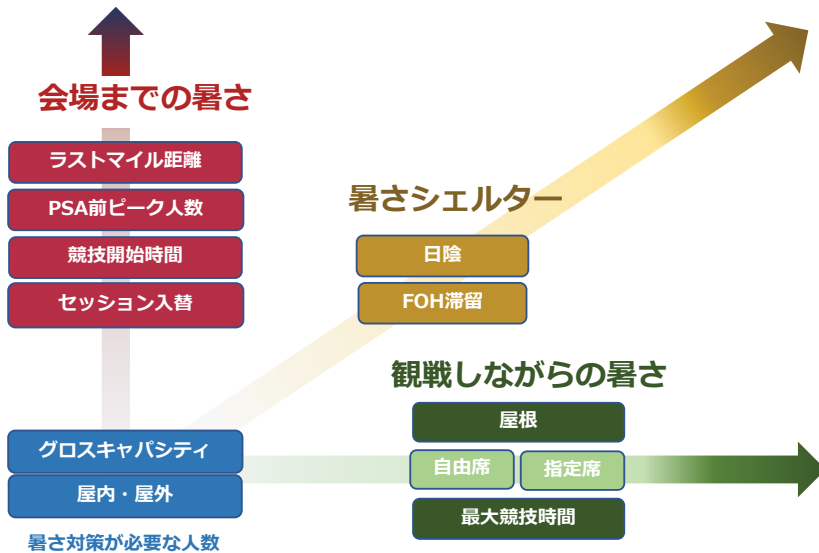 会場までの暑さ
ラストマイル距離
PSA前ピーク人数
競技開始時間
セッション入替
暑さシェルター
日陰
FOH滞留
観戦しながらの暑さ
屋根
自由席
指定席
最大競技時間
グロスキャパシティ
屋内・屋外
暑さ対策が必要な人数